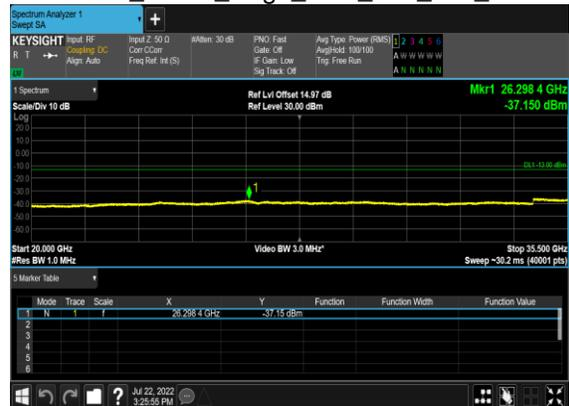 Spectrum Analyzer 1
Swept SA
+
KEYSIGHT Input: RF Input Z: 50 Ω #Atten: 30 dB PNO: Fast Avg Type: Power (RMS) 1 2 3 4 5 6
R T Coupling: DC Corr CCorr Gate: Off Avg|Hold: 100/100 A W W W W W
Align: Auto Freq Ref: Int (S) IF Gain: Low Trig: Free Run
Sig Track: Off A N N N N N
1 Spectrum Ref Lvl Offset 14.97 dB Mkr1 26.298 4 GHz
Scale/Div 10 dB Ref Level 30.00 dBm -37.150 dBm
Log
20.0
10.0
0.00
-10.0 DL1 -13.00 dBm
-20.0
-30.0 1
-40.0
-50.0
-60.0
Start 20.000 GHz Video BW 3.0 MHz* Stop 35.500 GHz
#Res BW 1.0 MHz Sweep ~30.2 ms (40001 pts)
5 Marker Table
Mode Trace Scale X Y Function Function Width Function Value
1 N 1 f 26.298 4 GHz -37.15 dBm
2
3
4
5
6
? Jul 22, 2022
3:25:55 PM